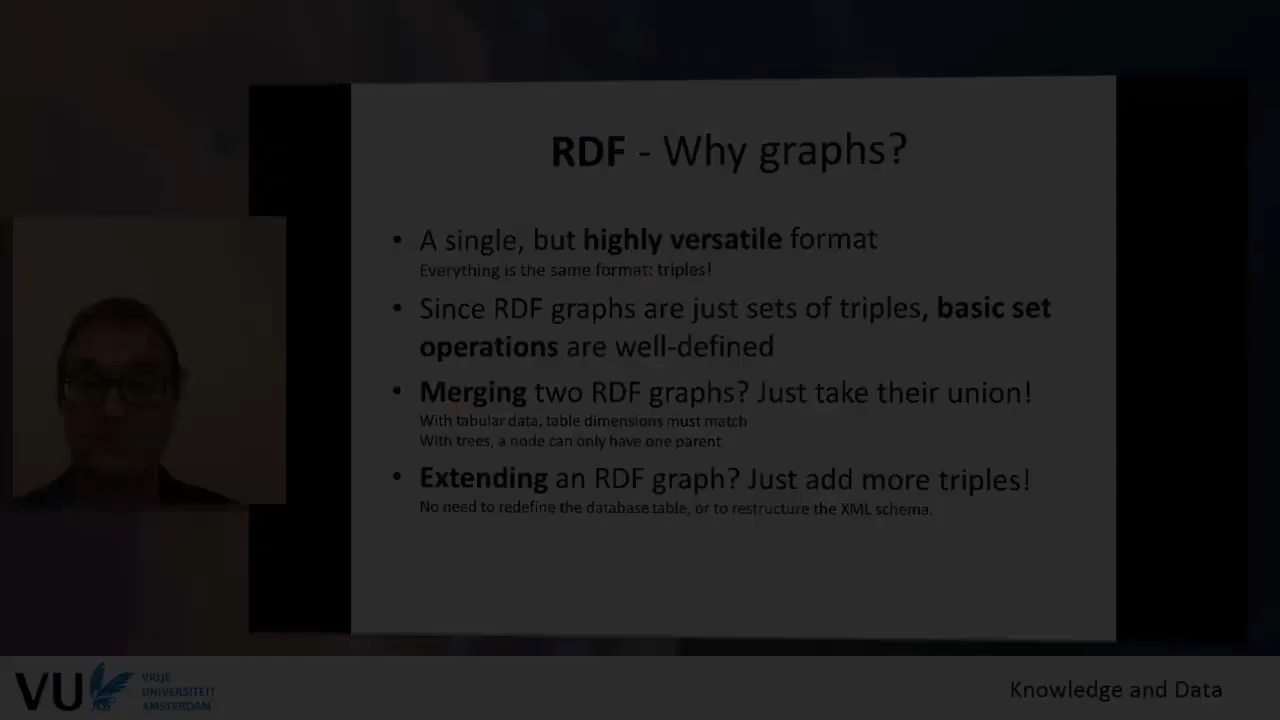 RDF - Why graphs?
• A single, but highly versatile format
Everything is the same format: triples!
• Since RDF graphs are just sets of triples, basic set
operations are well-defined
• Merging two RDF graphs? Just take their union!
With tabular data, table dimensions must match
With trees, a node can only have one parent
• Extending an RDF graph? Just add more triples!
No need to redefine the database table, or to restructure the XML schema.
VU
VRIJE
UNIVERSITEIT
AMSTERDAM
Knowledge and Data